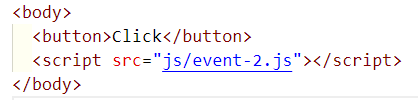 <body>
<button>Click</button>
<script src="js/event-2.js"></script>
</body>